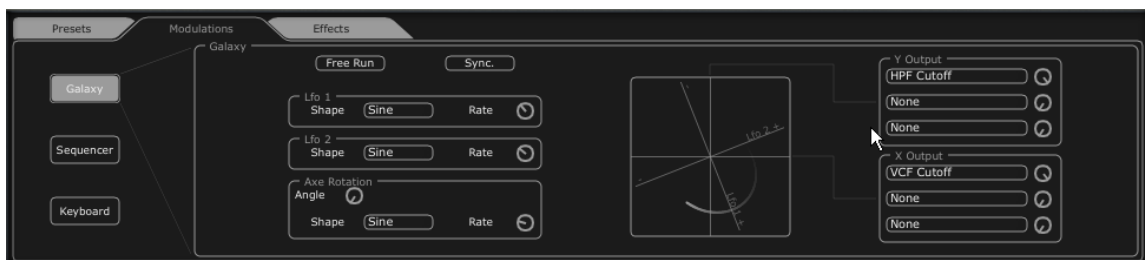 Presets
Modulations
Effects
Galaxy
Sequencer
Keyboard
Galaxy
Free Run
Sync.
Lfo 1
Shape Sine Rate
Lfo 2
Shape Sine Rate
Axe Rotation
Angle
Shape Sine Rate
-
Lfo 2 +
-
Lfo 1 +
Y Output
HPF Cutoff
None
None
X Output
VCF Cutoff
None
None